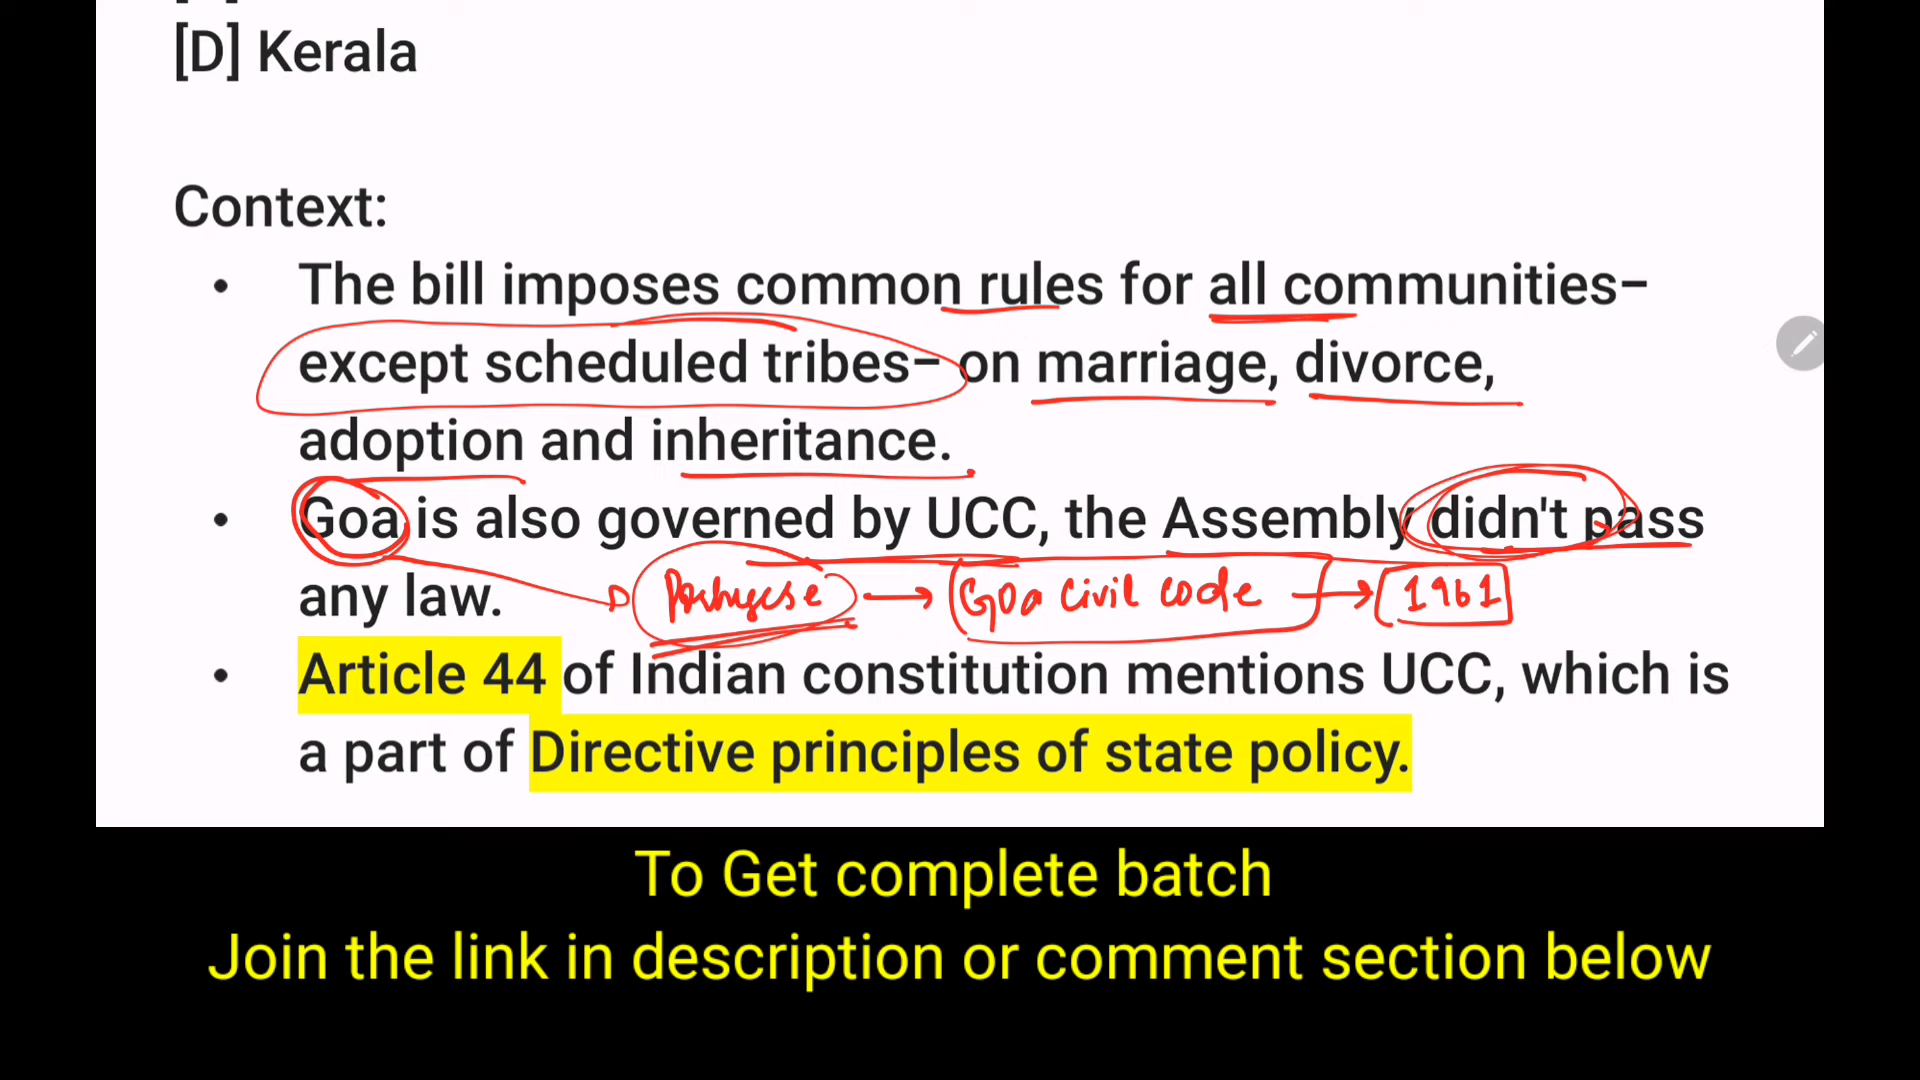 [D] Kerala
Context:
• The bill imposes common rules for all communities–
except scheduled tribes– on marriage, divorce,
adoption and inheritance.
• Goa is also governed by UCC, the Assembly didn't pass
any law.
Portugese → Goa civil code → 1961
• Article 44 of Indian constitution mentions UCC, which is
a part of Directive principles of state policy.
To Get complete batch
Join the link in description or comment section below